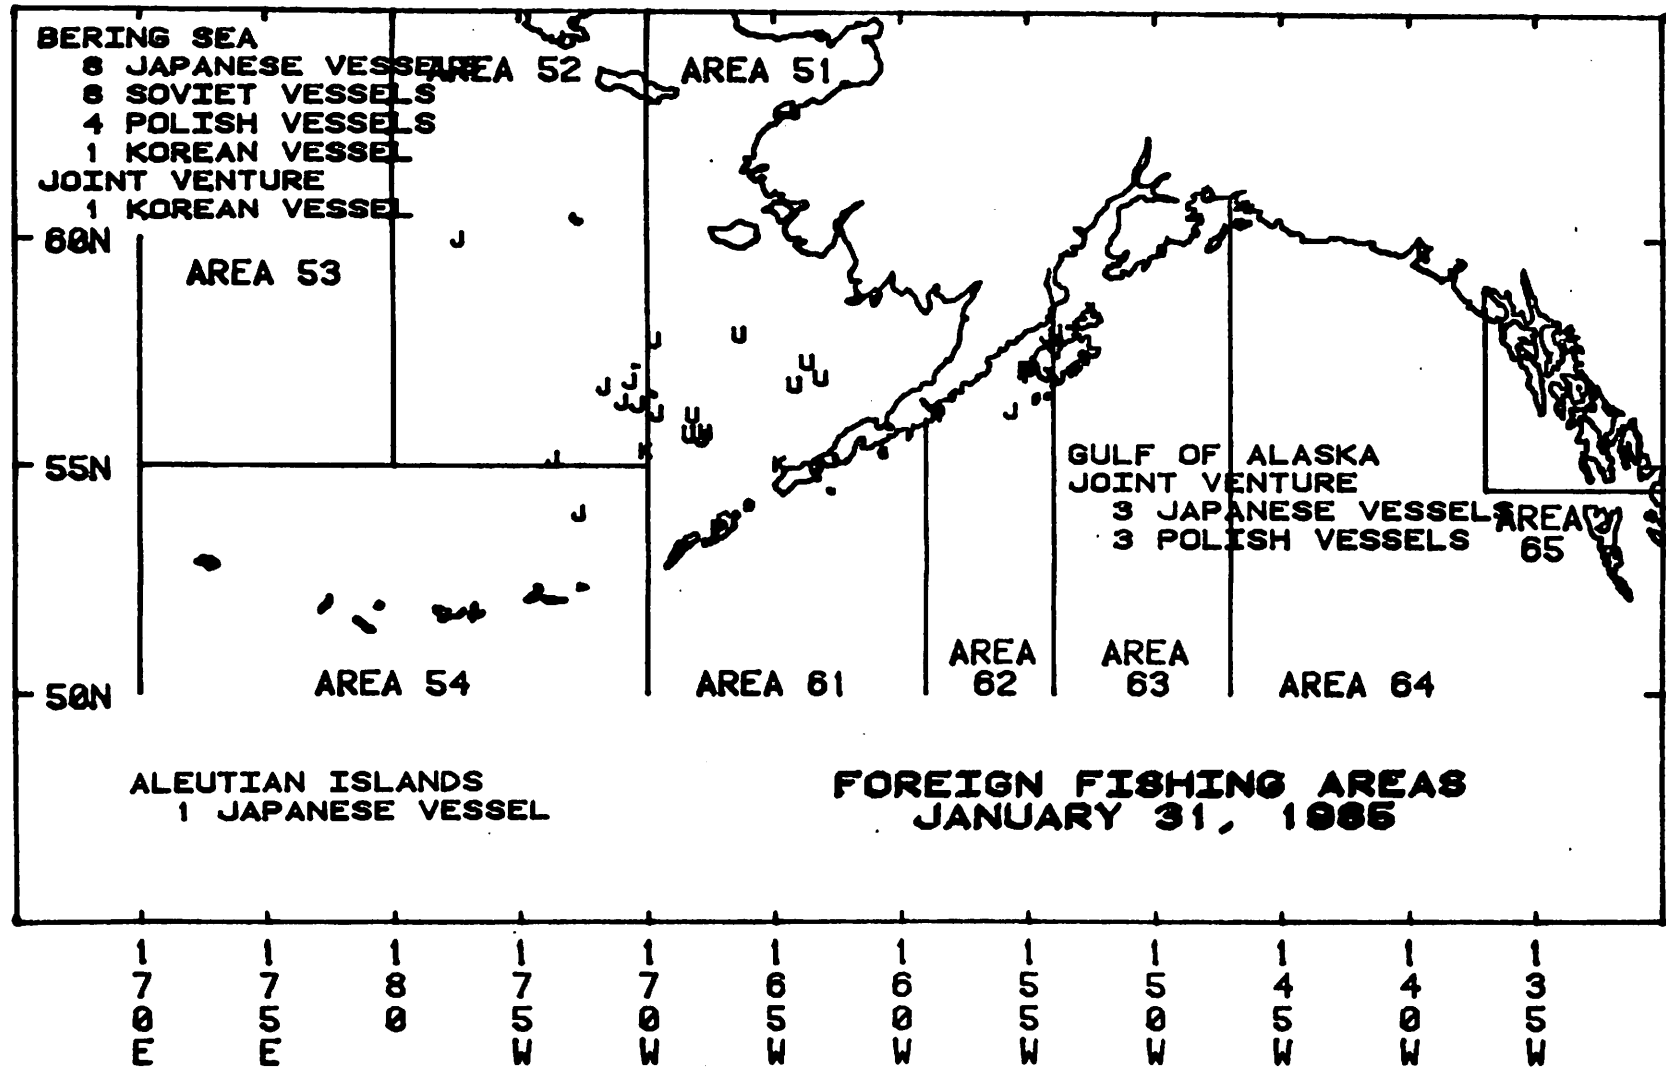 BERING SEA
8 JAPANESE VESSELS
8 SOVIET VESSELS
4 POLISH VESSELS
1 KOREAN VESSEL
JOINT VENTURE
1 KOREAN VESSEL
AREA 52
AREA 51
60N
AREA 53
J
U
J
U
U
U
J
J
J
J
J
U
K
K
J
J
J
55N
GULF OF ALASKA
JOINT VENTURE
3 JAPANESE VESSELS
3 POLISH VESSELS
AREA
65
50N
AREA 54
AREA 61
AREA
62
AREA
63
AREA 64
ALEUTIAN ISLANDS
1 JAPANESE VESSEL
FOREIGN FISHING AREAS
JANUARY 31, 1985
170E
175E
180
175W
170W
165W
160W
155W
150W
145W
140W
135W